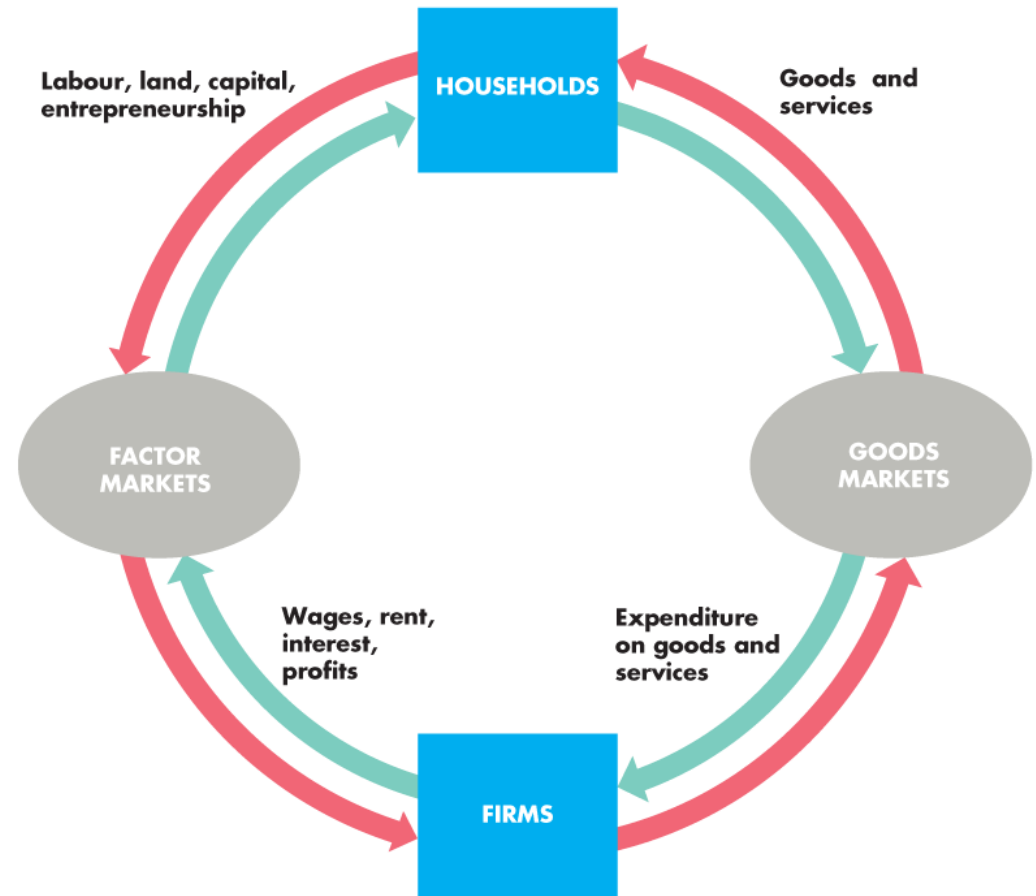 HOUSEHOLDS
Labour, land, capital,
entrepreneurship
Goods and
services
FACTOR
MARKETS
GOODS
MARKETS
Wages, rent,
interest,
profits
Expenditure
on goods and
services
FIRMS